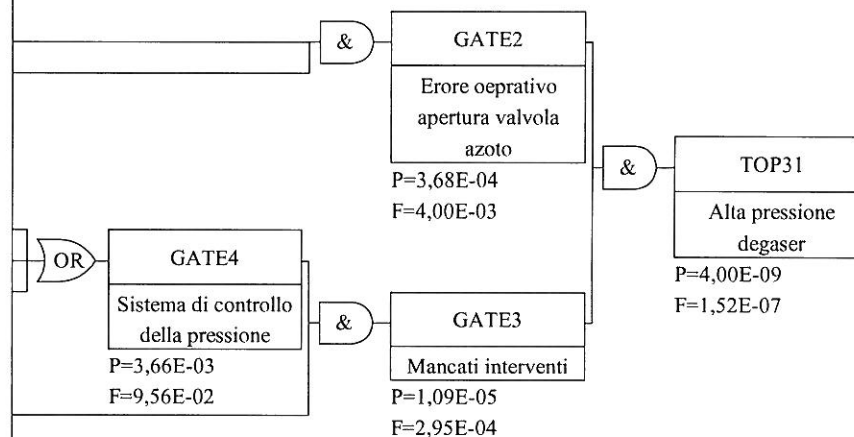 &
GATE2
Erore oeprativo
apertura valvola
azoto
P=3,68E-04
F=4,00E-03
&
TOP31
Alta pressione
degaser
P=4,00E-09
F=1,52E-07
OR
GATE4
Sistema di controllo
della pressione
P=3,66E-03
F=9,56E-02
&
GATE3
Mancati interventi
P=1,09E-05
F=2,95E-04